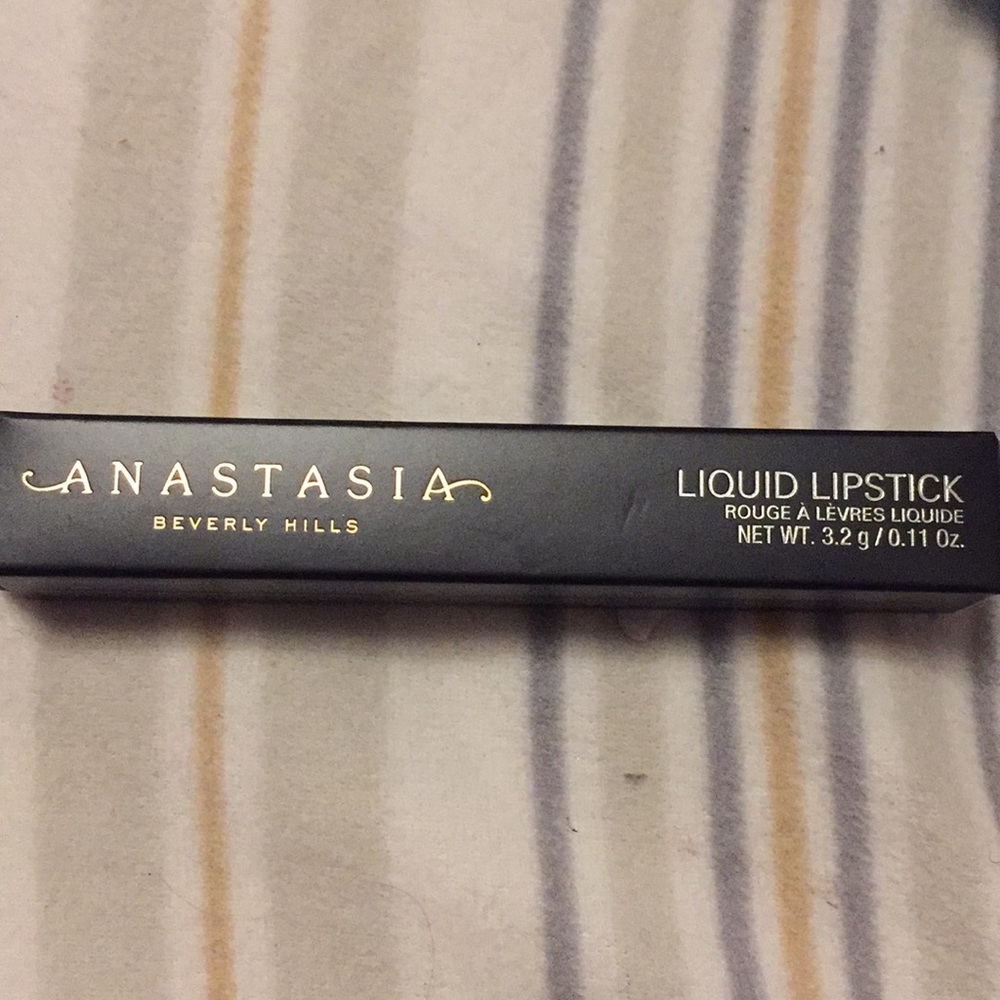 ANASTASIA
BEVERLY HILLS
LIQUID LIPSTICK
ROUGE À LÈVRES LIQUIDE
NET WT. 3.2 g / 0.11 Oz.